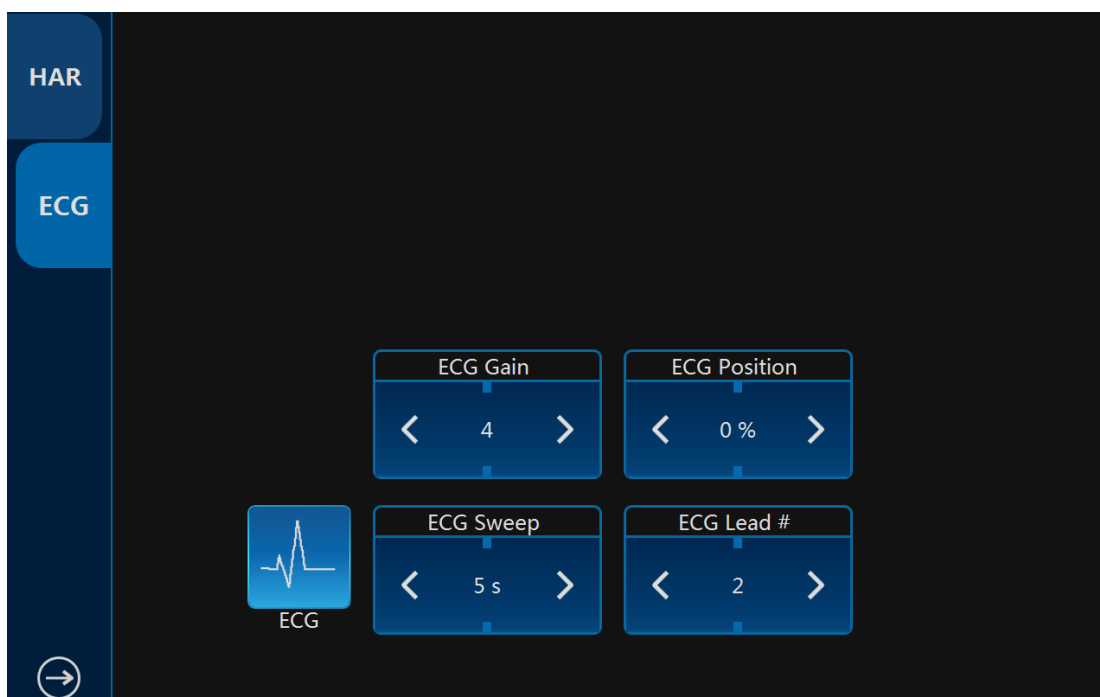 HAR
ECG
ECG Gain
4
ECG Position
0 %
ECG Sweep
5 s
ECG Lead #
2
ECG